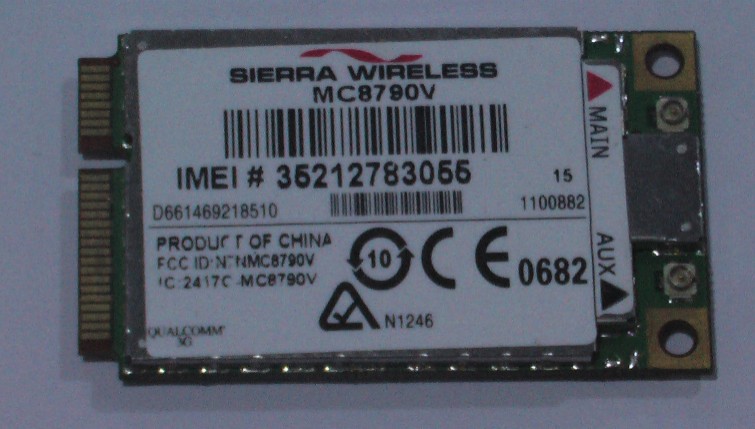 SIERRA WIRELESS
MC8790V
IMEI # 35212783055
15
D661469218510
1100882
PRODUCT OF CHINA
FCC ID:N7NMC8790V
IC:2417C-MC8790V
10
CE 0682
N1246
QUALCOMM
3G
MAIN
AUX